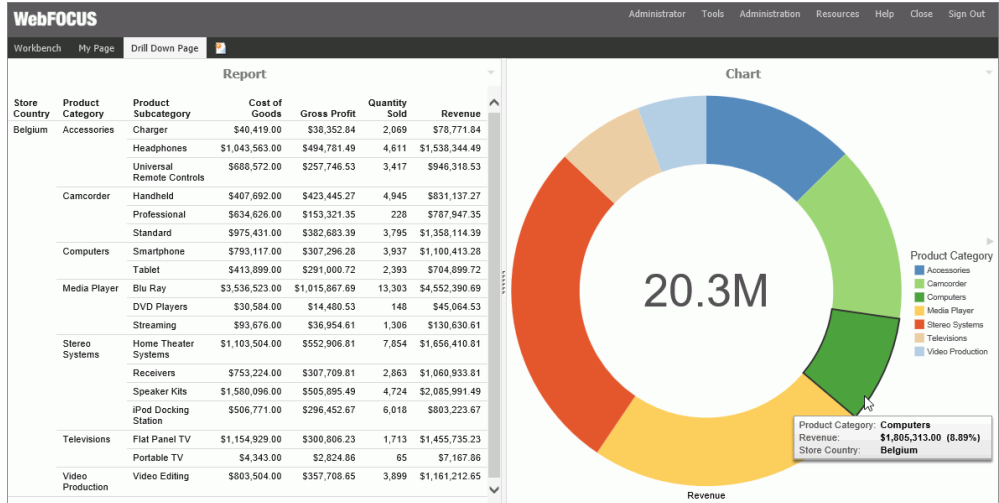 WebFOCUS
Administrator Tools Administration Resources Help Close Sign Out
Workbench My Page Drill Down Page
Report
Store Country Product Category Product Subcategory Cost of Goods Gross Profit Quantity Sold Revenue
Belgium Accessories Charger $40,419.00 $38,352.84 2,069 $78,771.84
Headphones $1,043,563.00 $494,781.49 4,611 $1,538,344.49
Universal Remote Controls $688,572.00 $257,746.53 3,417 $946,318.53
Camcorder Handheld $407,692.00 $423,445.27 4,945 $831,137.27
Professional $634,626.00 $153,321.35 228 $787,947.35
Standard $975,431.00 $382,683.39 3,795 $1,358,114.39
Computers Smartphone $793,117.00 $307,296.28 3,937 $1,100,413.28
Tablet $413,899.00 $291,000.72 2,393 $704,899.72
Media Player Blu Ray $3,536,523.00 $1,015,867.69 13,303 $4,552,390.69
DVD Players $30,584.00 $14,480.53 148 $45,064.53
Streaming $93,676.00 $36,954.61 1,306 $130,630.61
Stereo Systems Home Theater Systems $1,103,504.00 $552,906.81 7,854 $1,656,410.81
Receivers $753,224.00 $307,709.81 2,863 $1,060,933.81
Speaker Kits $1,580,096.00 $505,895.49 4,724 $2,085,991.49
iPod Docking Station $506,771.00 $296,452.67 6,018 $803,223.67
Televisions Flat Panel TV $1,154,929.00 $300,806.23 1,713 $1,455,735.23
Portable TV $4,343.00 $2,824.86 65 $7,167.86
Video Production Video Editing $803,504.00 $357,708.65 3,899 $1,161,212.65
Chart
20.3M
Product Category
Accessories
Camcorder
Computers
Media Player
Stereo Systems
Televisions
Video Production
Product Category: Computers
Revenue: $1,805,313.00 (8.89%)
Store Country: Belgium
Revenue